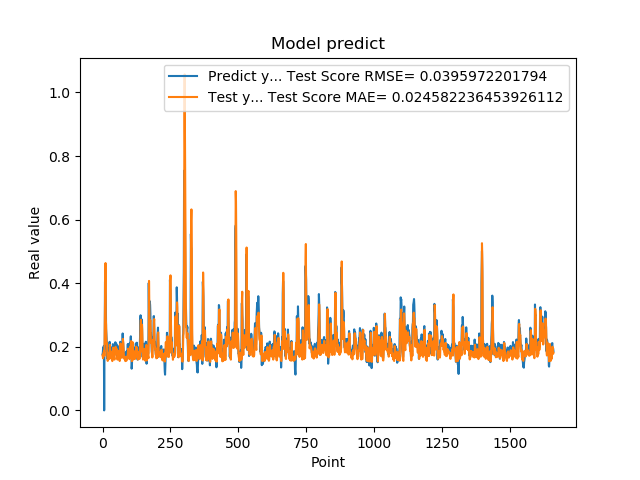 Model predict
Predict y... Test Score RMSE= 0.0395972201794
Test y... Test Score MAE= 0.024582236453926112
1.0
0.8
0.6
0.4
0.2
0.0
Real value
0 250 500 750 1000 1250 1500
Point